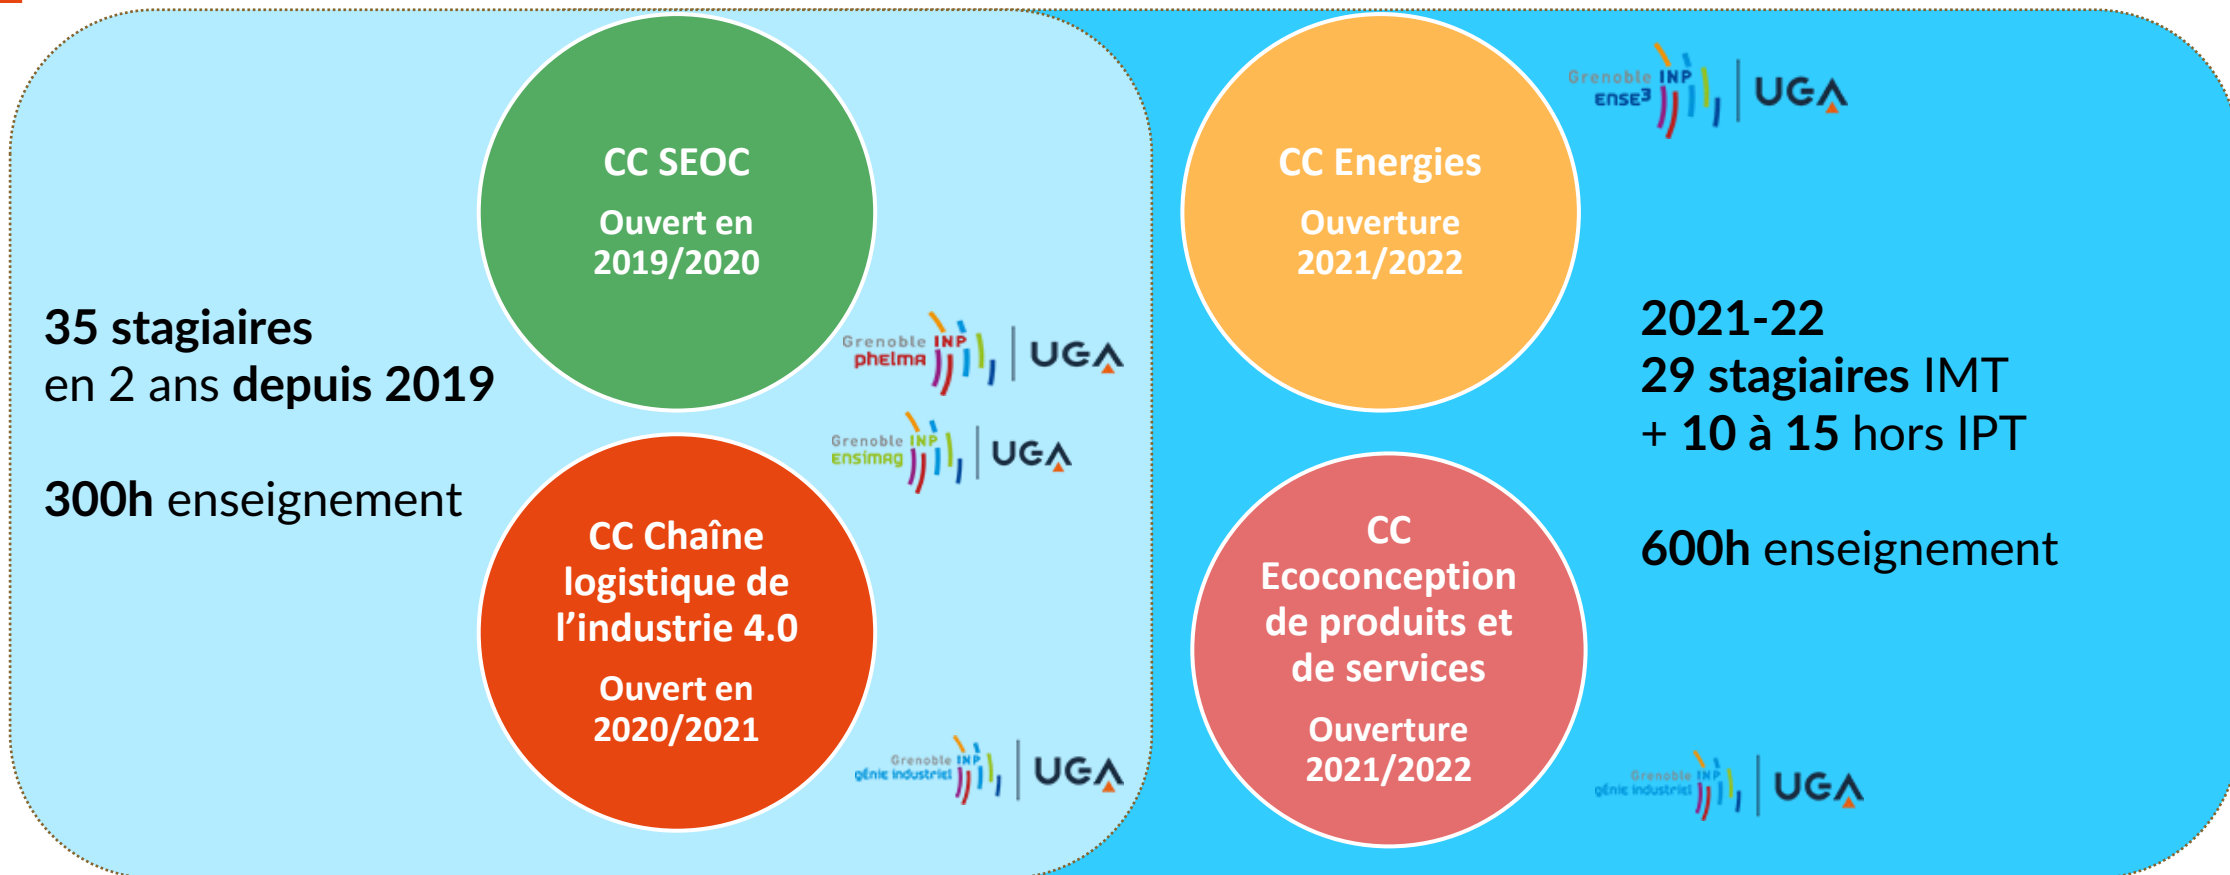 35 stagiaires
en 2 ans depuis 2019
300h enseignement
CC SEOC
Ouvert en
2019/2020
Grenoble INP
phelma
UGA
Grenoble INP
Ensimag
UGA
CC Chaîne
logistique de
l’industrie 4.0
Ouvert en
2020/2021
Grenoble INP
génie industriel
UGA
CC Energies
Ouverture
2021/2022
Grenoble INP
ENSE³
UGA
2021-22
29 stagiaires IMT
+ 10 à 15 hors IPT
600h enseignement
CC
Ecoconception
de produits et
de services
Ouverture
2021/2022
Grenoble INP
génie industriel
UGA